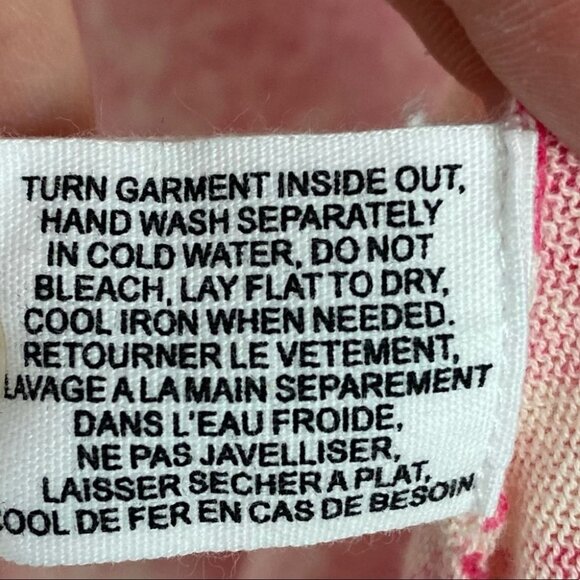 TURN GARMENT INSIDE OUT,
HAND WASH SEPARATELY
IN COLD WATER, DO NOT
BLEACH, LAY FLAT TO DRY,
COOL IRON WHEN NEEDED.
RETOURNER LE VETEMENT,
LAVAGE A LA MAIN SEPAREMENT
DANS L'EAU FROIDE,
NE PAS JAVELLISER,
LAISSER SECHER A PLAT,
COOL DE FER EN CAS DE BESOIN